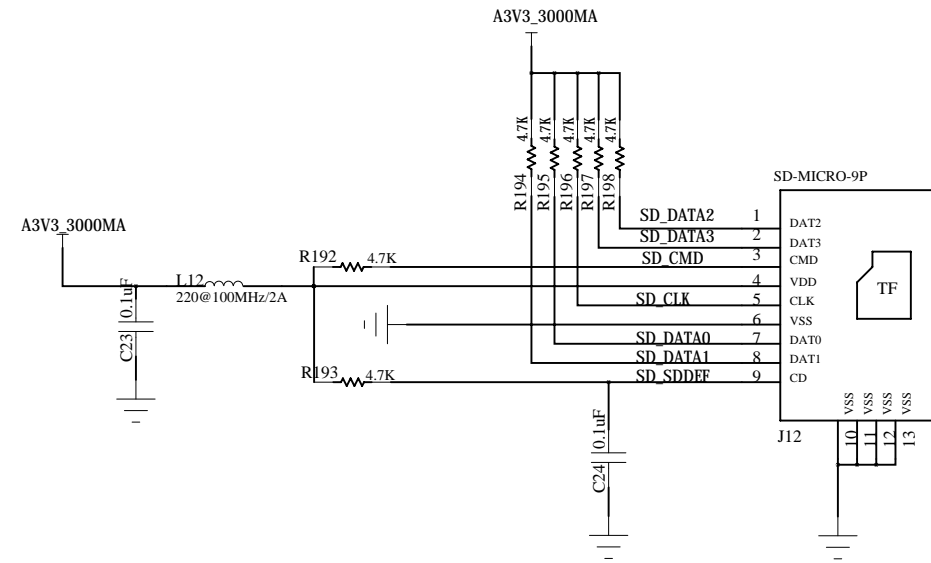 A3V3_3000MA
4.7K
4.7K
4.7K
4.7K
4.7K
R194
R195
R196
R197
R198
SD-MICRO-9P
SD_DATA2 1 DAT2
SD_DATA3 2 DAT3
A3V3_3000MA
R192 4.7K SD_CMD 3 CMD
L12
220@100MHz/2A
4 VDD
TF
SD_CLK 5 CLK
C23 0.1uF
6 VSS
SD_DATA0 7 DAT0
SD_DATA1 8 DAT1
R193 4.7K SD_SDDEF 9 CD
VSS
VSS
VSS
VSS
J12
10
11
12
13
C24 0.1uF